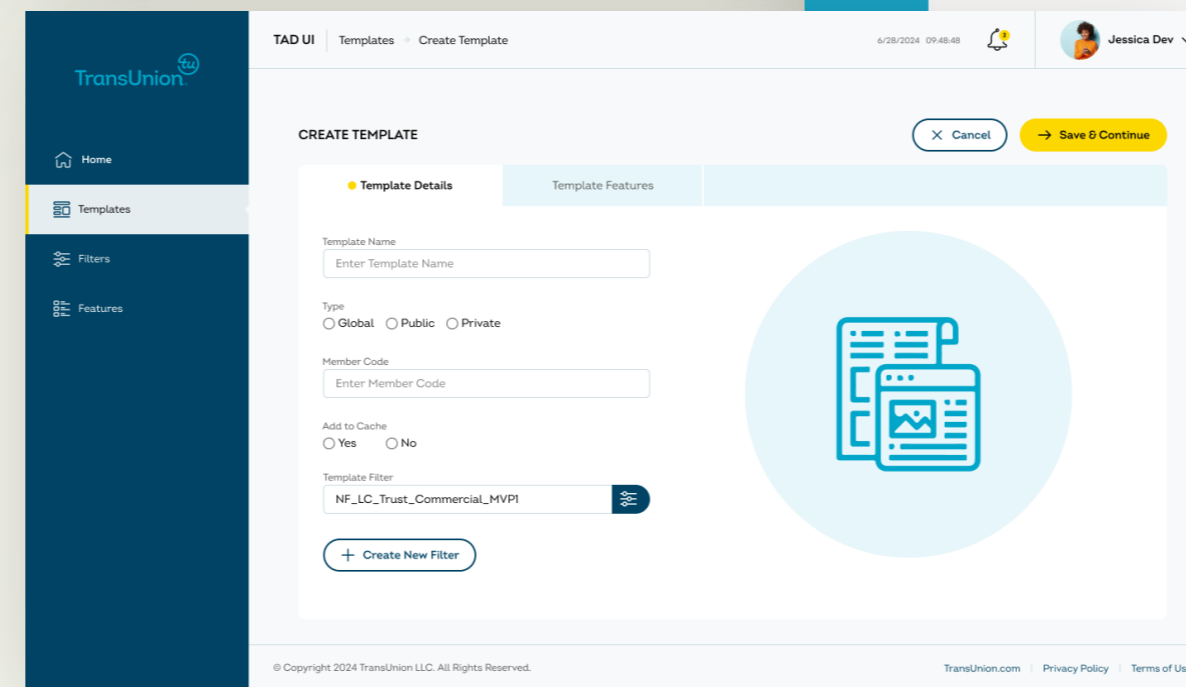 TAD UI Templates Create Template 6/28/2024 09:48:48 3 Jessica Dev
TransUnion tu
CREATE TEMPLATE Cancel Save & Continue
Home
Templates
Filters
Features
Template Details Template Features
Template Name
Enter Template Name
Type
Global Public Private
Member Code
Enter Member Code
Add to Cache
Yes No
Template Filter
NF_LC_Trust_Commercial_MVP1
Create New Filter
© Copyright 2024 TransUnion LLC. All Rights Reserved. TransUnion.com Privacy Policy Terms of Us